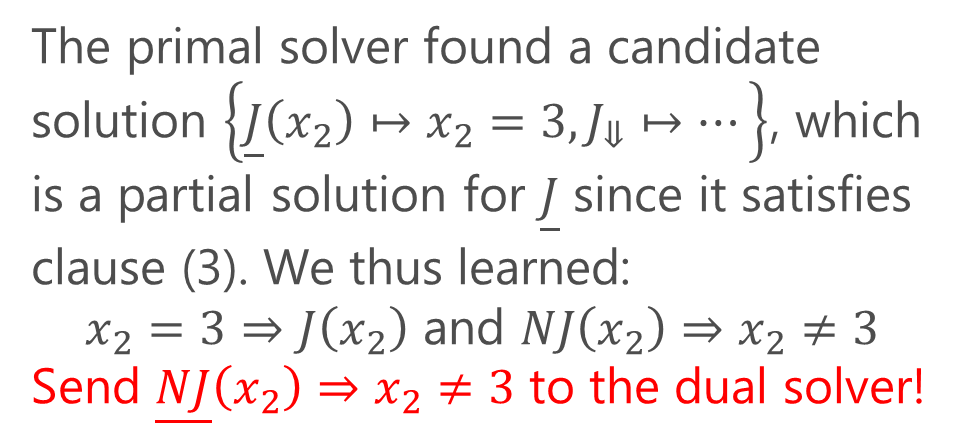 The primal solver found a candidate
solution {J(x₂) ↦ x₂ = 3, J⇓ ↦ ⋯}, which
is a partial solution for J since it satisfies
clause (3). We thus learned:
x₂ = 3 ⇒ J(x₂) and NJ(x₂) ⇒ x₂ ≠ 3
Send NJ(x₂) ⇒ x₂ ≠ 3 to the dual solver!